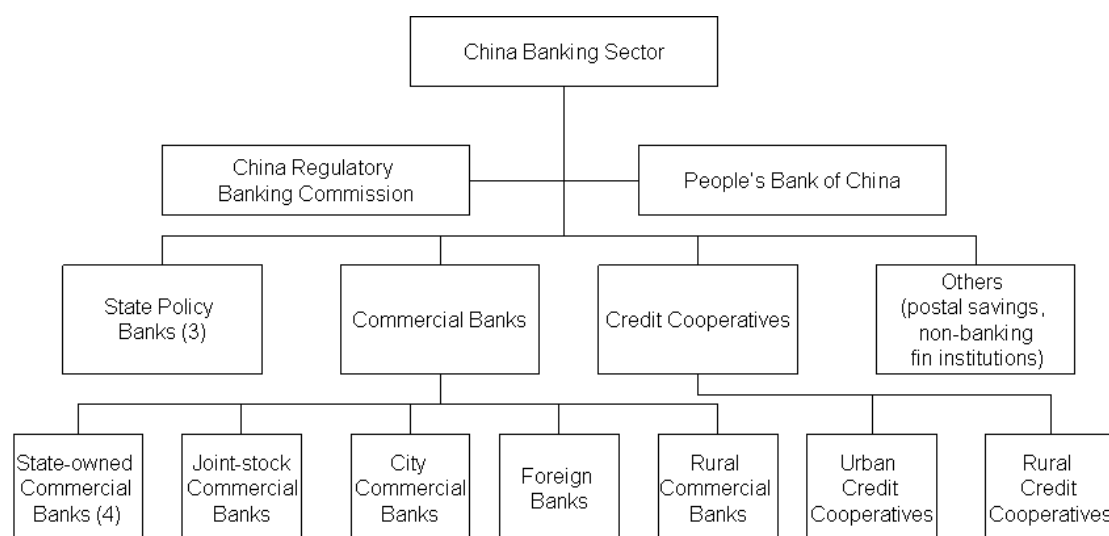 China Banking Sector
China Regulatory
Banking Commission
People's Bank of China
State Policy
Banks (3)
Commercial Banks
Credit Cooperatives
Others
(postal savings,
non-banking
fin institutions)
State-owned
Commercial
Banks (4)
Joint-stock
Commercial
Banks
City
Commercial
Banks
Foreign
Banks
Rural
Commercial
Banks
Urban
Credit
Cooperatives
Rural
Credit
Cooperatives